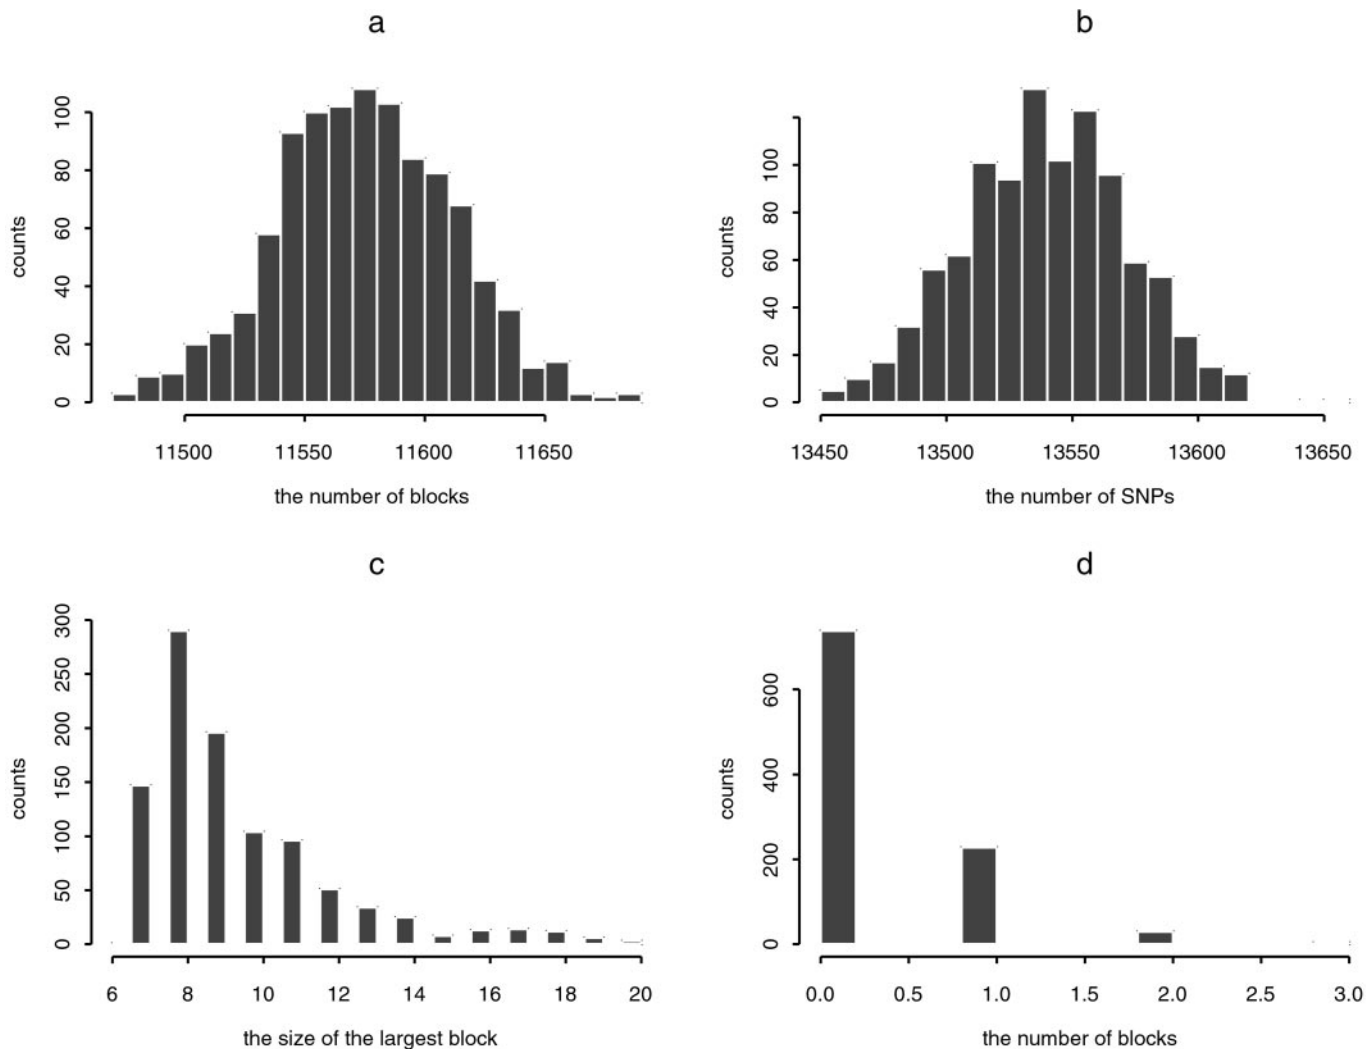 a
counts
0 20 40 60 80 100
11500 11550 11600 11650
the number of blocks
b
counts
0 20 40 60 80 100
13450 13500 13550 13600 13650
the number of SNPs
c
counts
0 50 100 150 200 250 300
6 8 10 12 14 16 18 20
the size of the largest block
d
counts
0 200 400 600
0.0 0.5 1.0 1.5 2.0 2.5 3.0
the number of blocks